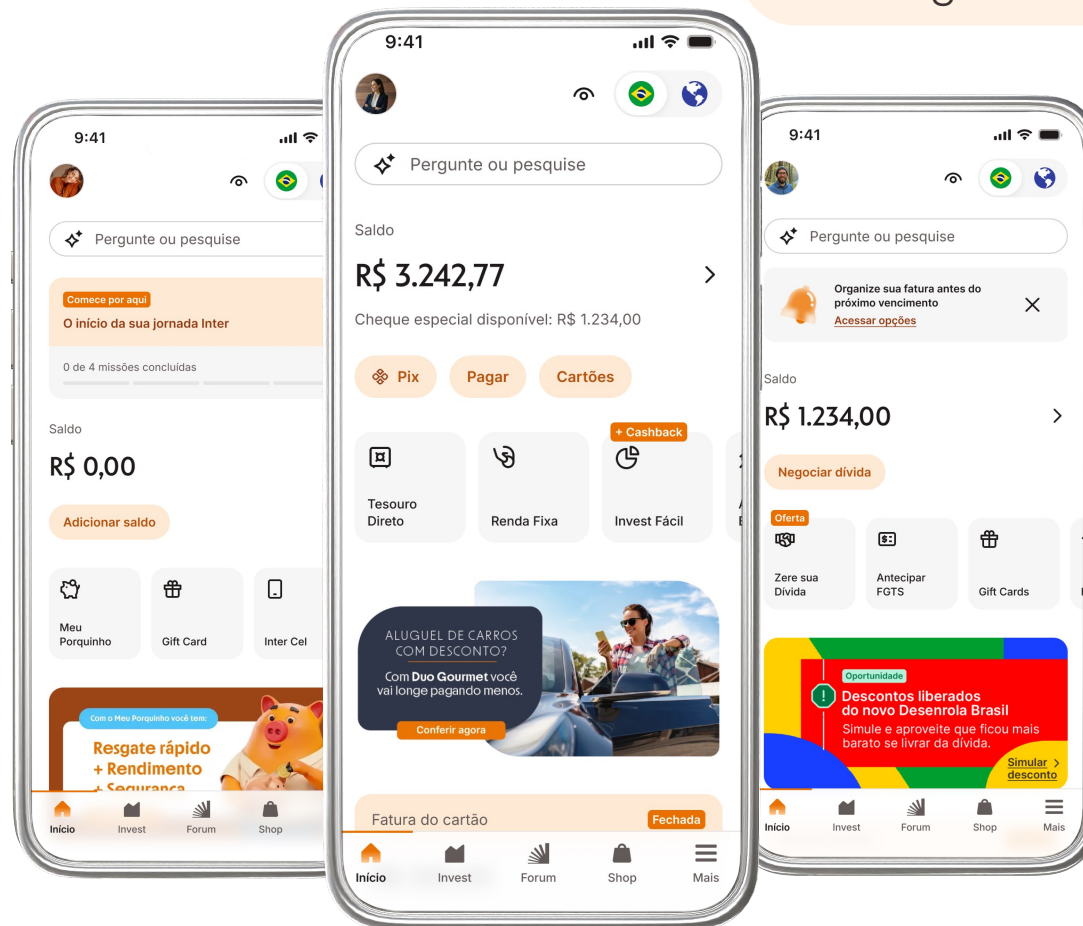 9:41
Pergunte ou pesquise
Comece por aqui
O início da sua jornada Inter
0 de 4 missões concluídas
Saldo
R$ 0,00
Adicionar saldo
Meu
Porquinho
Gift Card
Inter Cel
Com o Meu Porquinho você tem:
Resgate rápido
+ Rendimento
+ Segurança
Início
Invest
Forum
Shop
9:41
Pergunte ou pesquise
Saldo
R$ 3.242,77
Cheque especial disponível: R$ 1.234,00
Pix
Pagar
Cartões
+ Cashback
Tesouro
Direto
Renda Fixa
Invest Fácil
ALUGUEL DE CARROS
COM DESCONTO?
Com Duo Gourmet você
vai longe pagando menos.
Conferir agora
Fatura do cartão
Fechada
Início
Invest
Forum
Shop
Mais
9:41
Pergunte ou pesquise
Organize sua fatura antes do
próximo vencimento
Acessar opções
Saldo
R$ 1.234,00
Negociar dívida
Oferta
Zere sua
Dívida
Antecipar
FGTS
Gift Cards
Oportunidade
Descontos liberados
do novo Desenrola Brasil
Simule e aproveite que ficou mais
barato se livrar da dívida.
Simular
desconto
Início
Invest
Forum
Shop
Mais